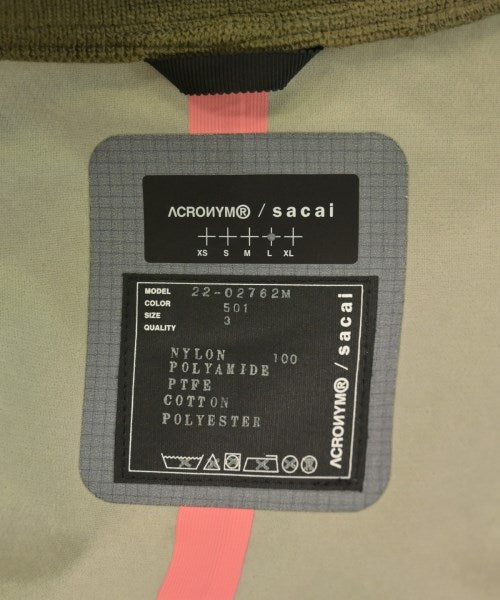 ACRONYM® / sacai
XS S M L XL
MODEL 22-02762M
COLOR 501
SIZE 3
QUALITY
NYLON 100
POLYAMIDE
PTFE
COTTON
POLYESTER
ACRONYM® / sacai